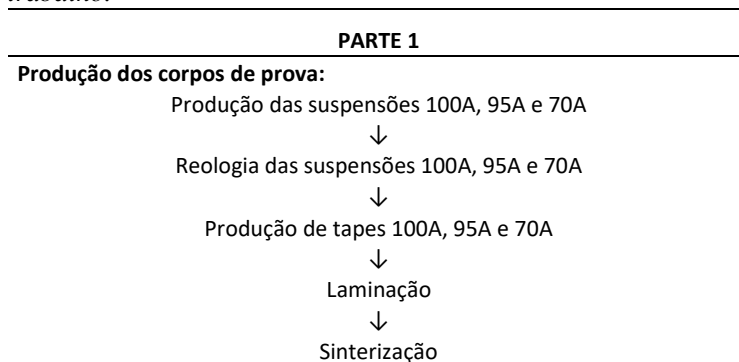 PARTE 1
Produção dos corpos de prova:
Produção das suspensões 100A, 95A e 70A
↓
Reologia das suspensões 100A, 95A e 70A
↓
Produção de tapes 100A, 95A e 70A
↓
Laminação
↓
Sinterização